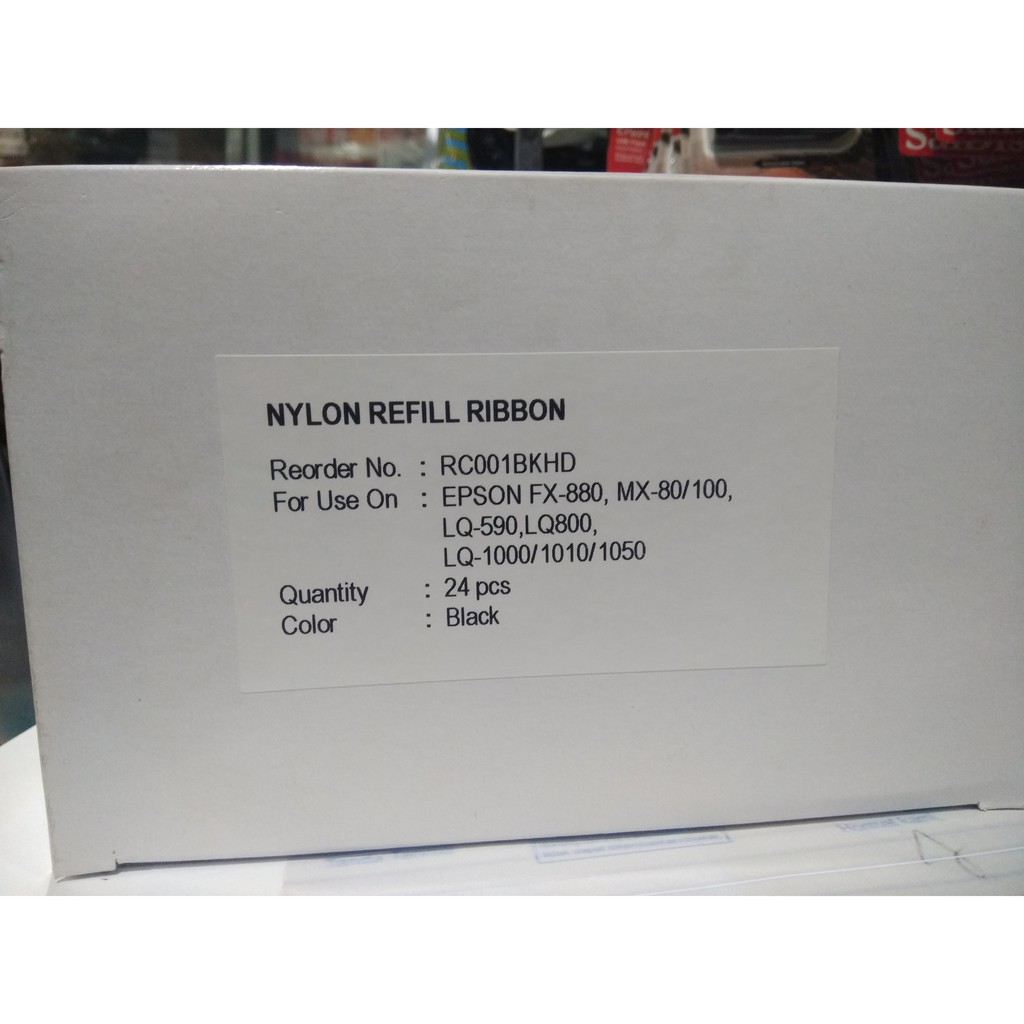 NYLON REFILL RIBBON
Reorder No. : RC001BKHD
For Use On : EPSON FX-880, MX-80/100,
LQ-590,LQ800,
LQ-1000/1010/1050
Quantity : 24 pcs
Color : Black